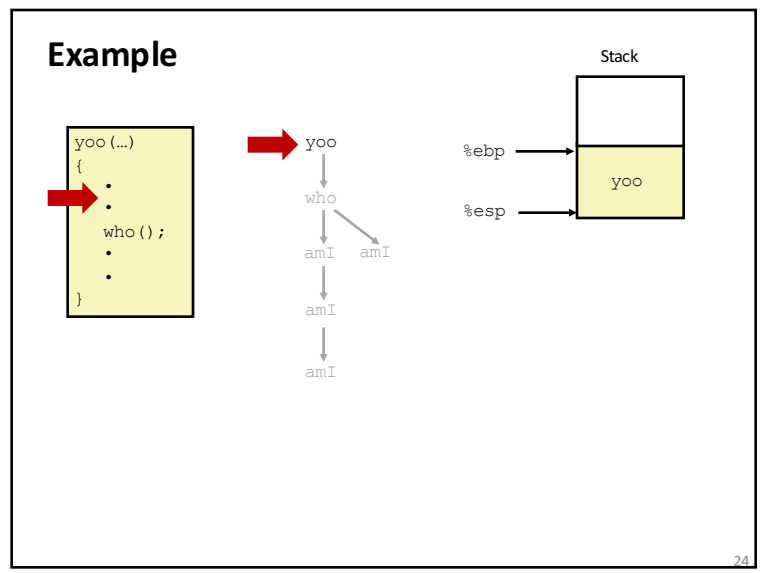 Example
Stack
yoo(…)
{
•
•
who();
•
•
}
yoo
who
amI amI
amI
amI
%ebp
yoo
%esp
24